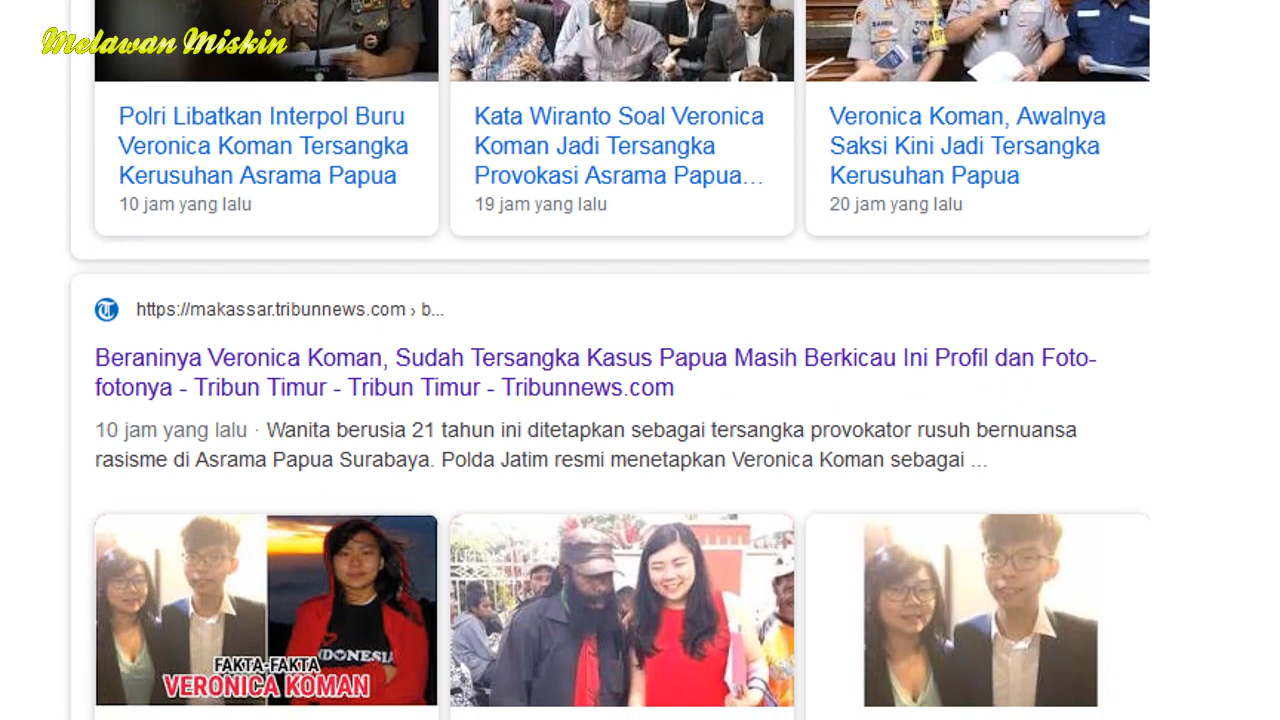 Melawan Miskin
Polri Libatkan Interpol Buru
Veronica Koman Tersangka
Kerusuhan Asrama Papua
10 jam yang lalu
Kata Wiranto Soal Veronica
Koman Jadi Tersangka
Provokasi Asrama Papua...
19 jam yang lalu
Veronica Koman, Awalnya
Saksi Kini Jadi Tersangka
Kerusuhan Papua
20 jam yang lalu
https://makassar.tribunnews.com › b...
Beraninya Veronica Koman, Sudah Tersangka Kasus Papua Masih Berkicau Ini Profil dan Foto-
fotonya - Tribun Timur - Tribun Timur - Tribunnews.com
10 jam yang lalu · Wanita berusia 21 tahun ini ditetapkan sebagai tersangka provokator rusuh bernuansa
rasisme di Asrama Papua Surabaya. Polda Jatim resmi menetapkan Veronica Koman sebagai ...
FAKTA-FAKTA
VERONICA KOMAN